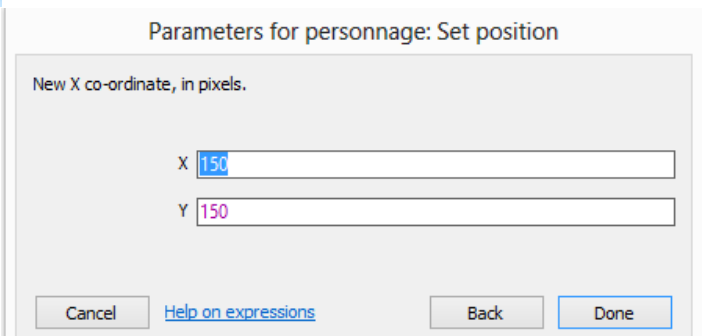 Parameters for personnage: Set position
New X co-ordinate, in pixels.
X 150
Y 150
Cancel Help on expressions Back Done